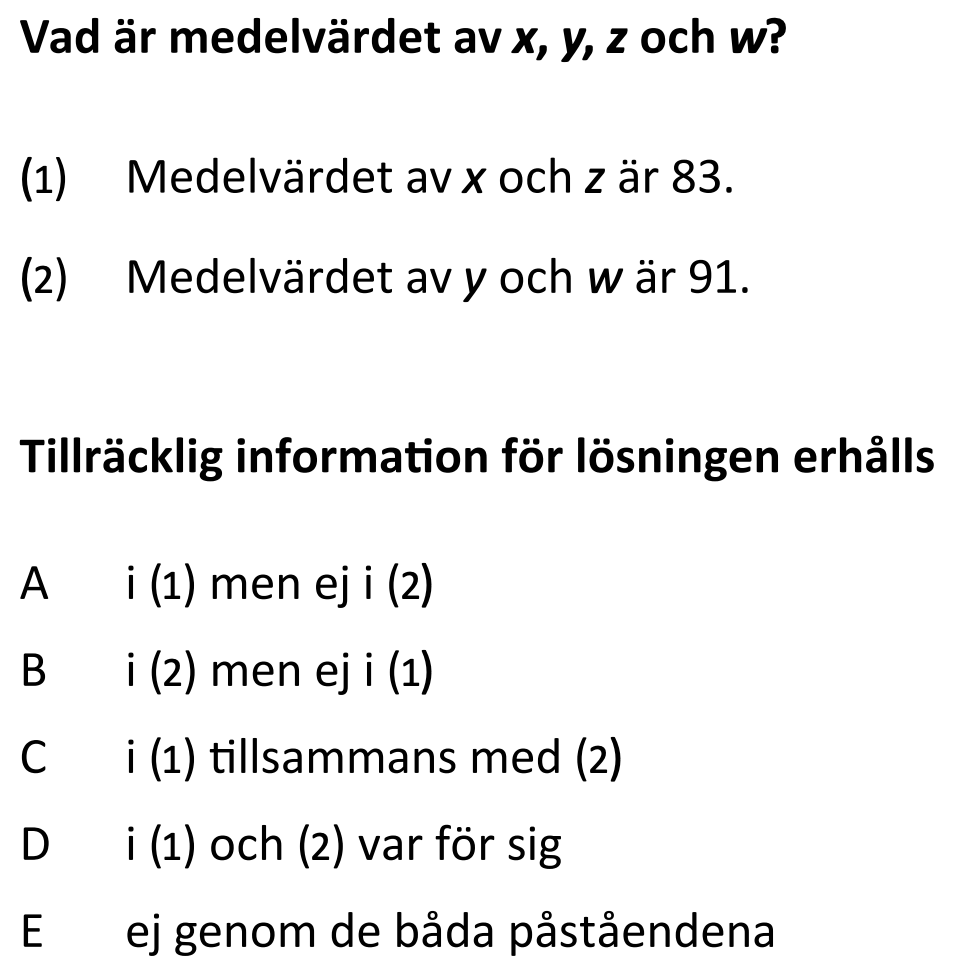 Vad är medelvärdet av x, y, z och w?
(1) Medelvärdet av x och z är 83.
(2) Medelvärdet av y och w är 91.
Tillräcklig information för lösningen erhålls
A i (1) men ej i (2)
B i (2) men ej i (1)
C i (1) tillsammans med (2)
D i (1) och (2) var för sig
E ej genom de båda påståendena